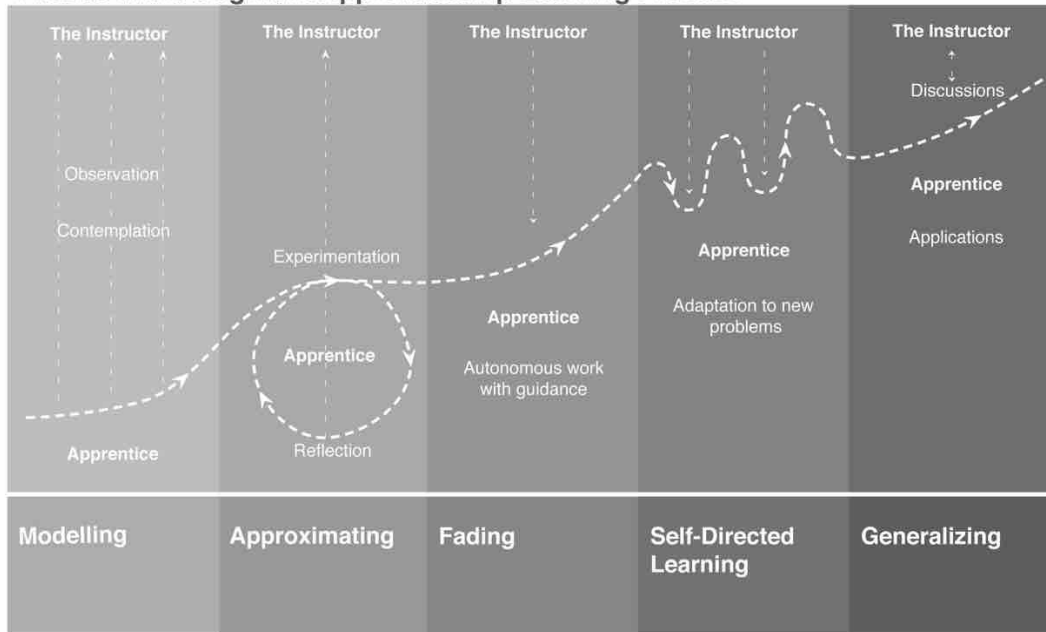 The Instructor
Observation
Contemplation
Apprentice
The Instructor
Experimentation
Apprentice
Reflection
The Instructor
Apprentice
Autonomous work
with guidance
The Instructor
Apprentice
Adaptation to new
problems
The Instructor
Discussions
Apprentice
Applications
Modelling
Approximating
Fading
Self-Directed
Learning
Generalizing